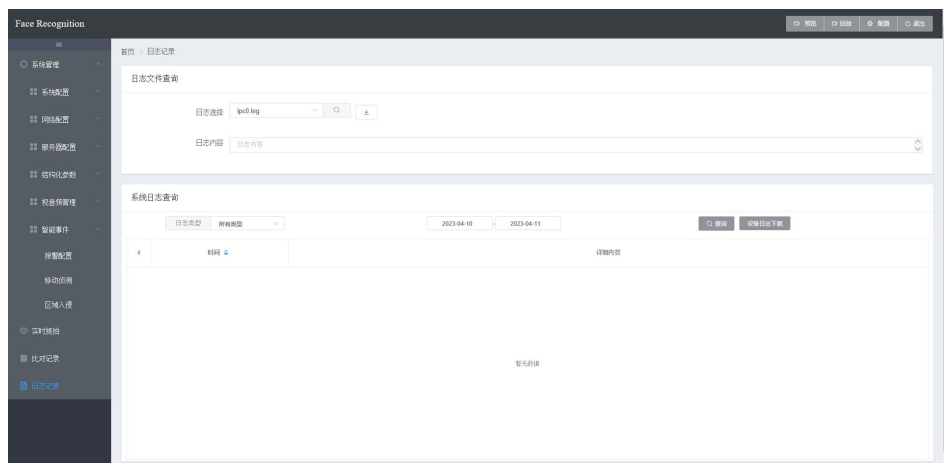 Face Recognition
预览
回放
配置
退出
首页 > 日志记录
系统管理
系统配置
网络配置
服务器配置
结构化参数
视音频管理
智能事件
报警配置
移动侦测
区域入侵
实时抓拍
比对记录
日志记录
日志文件查询
日志选择 ipc0.log
日志内容 日志内容
系统日志查询
日志类型 所有类型 2023-04-10 - 2023-04-11 查询 设备日志下载
# 时间 详细内容
暂无数据